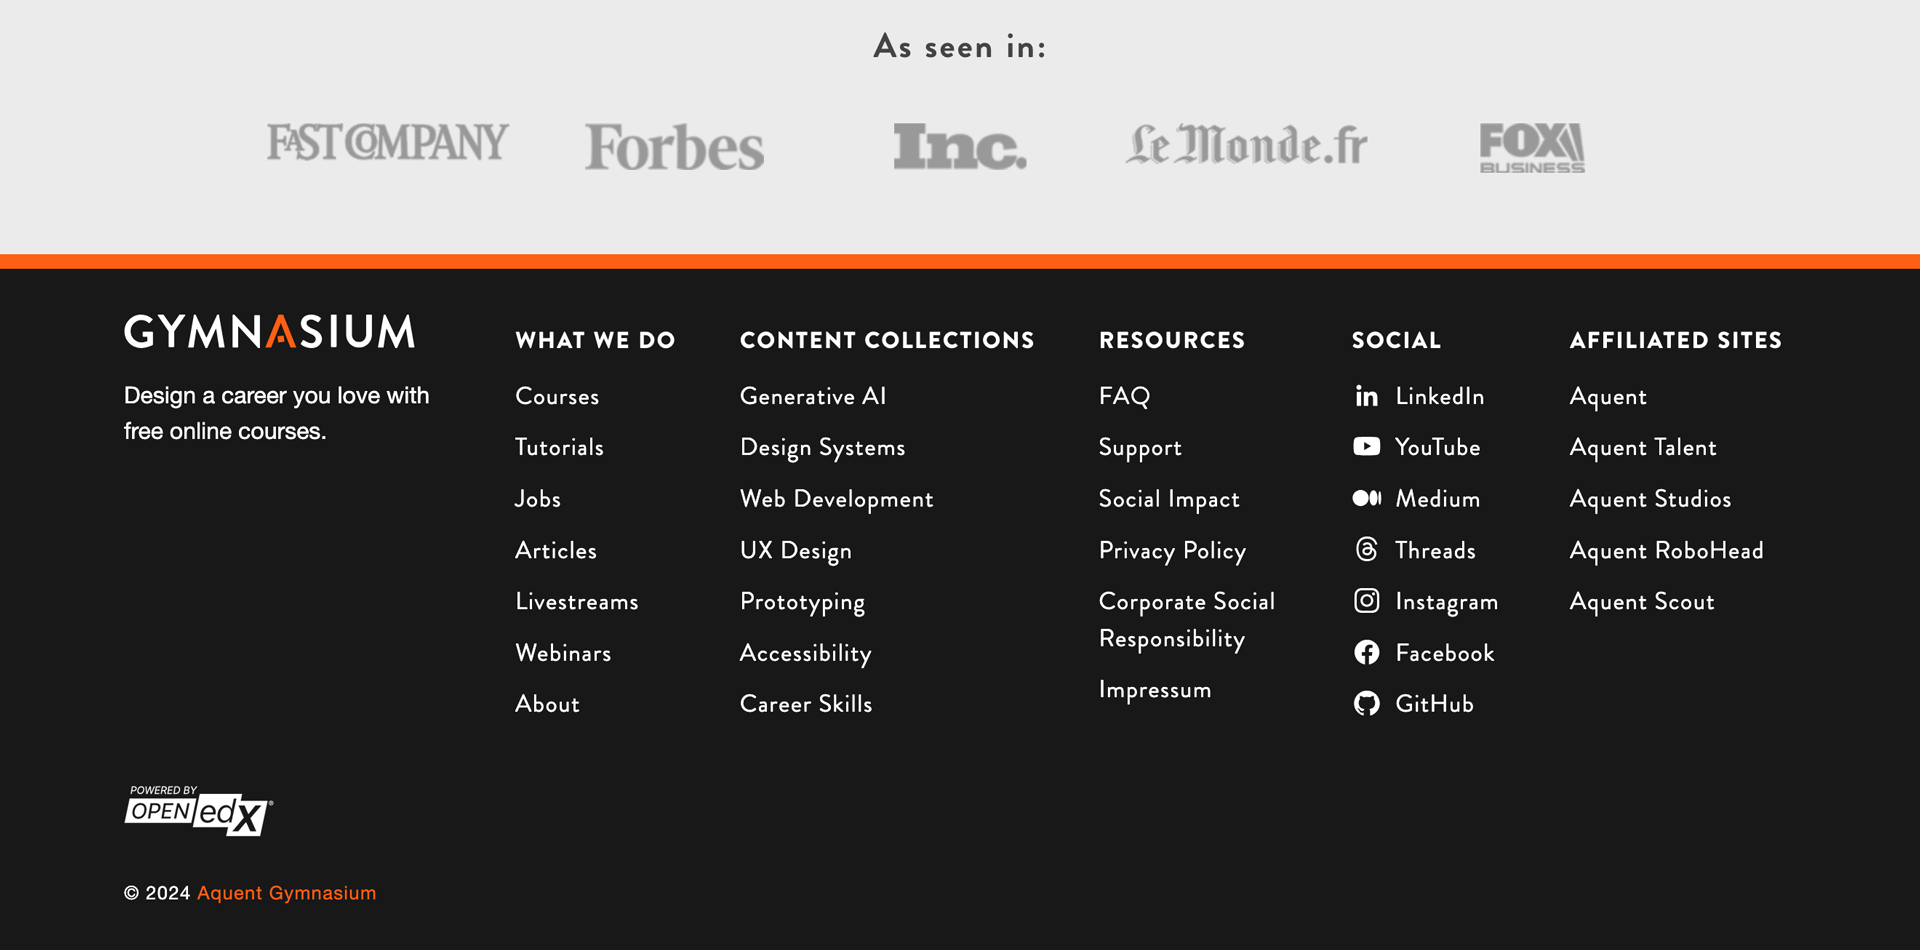 As seen in:
FAST COMPANY
Forbes
Inc.
Le Monde.fr
FOX
BUSINESS
GYMNASIUM
Design a career you love with
free online courses.
WHAT WE DO
Courses
Tutorials
Jobs
Articles
Livestreams
Webinars
About
CONTENT COLLECTIONS
Generative AI
Design Systems
Web Development
UX Design
Prototyping
Accessibility
Career Skills
RESOURCES
FAQ
Support
Social Impact
Privacy Policy
Corporate Social
Responsibility
Impressum
SOCIAL
LinkedIn
YouTube
Medium
Threads
Instagram
Facebook
GitHub
AFFILIATED SITES
Aquent
Aquent Talent
Aquent Studios
Aquent RoboHead
Aquent Scout
POWERED BY
OPEN edX®
© 2024 Aquent Gymnasium